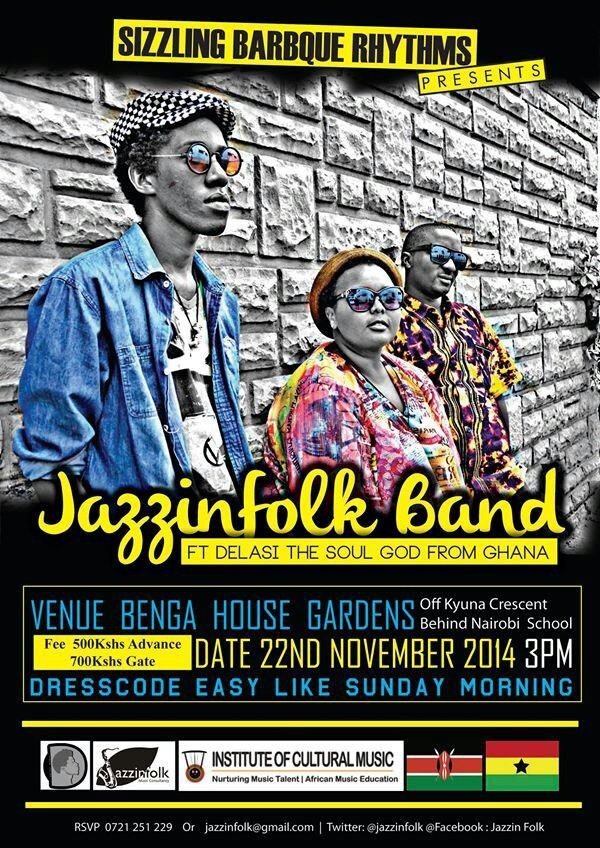 SIZZLING BARBQUE RHYTHMS
PRESENTS
Jazzinfolk Band
FT DELASI THE SOUL GOD FROM GHANA
VENUE BENGA HOUSE GARDENS Off Kyuna Crescent
Behind Nairobi School
Fee 500Kshs Advance
700Kshs Gate
DATE 22ND NOVEMBER 2014 3PM
DRESSCODE EASY LIKE SUNDAY MORNING
Jazzinfolk
Music Consultancy
INSTITUTE OF CULTURAL MUSIC
Nurturing Music Talent | African Music Education
RSVP 0721 251 229 Or jazzinfolk@gmail.com | Twitter: @jazzinfolk @Facebook : Jazzin Folk